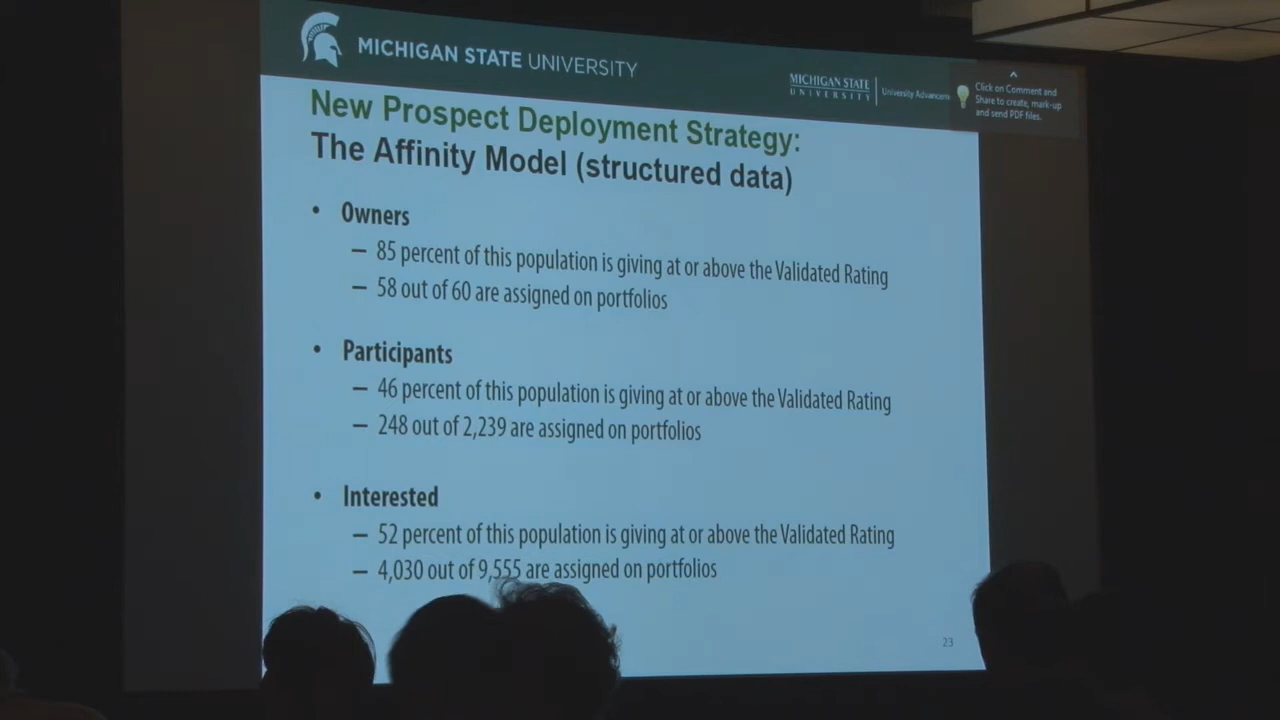 MICHIGAN STATE UNIVERSITY
MICHIGAN STATE
UNIVERSITY
University Advancem
Click on Comment and
Share to create, mark-up
and send PDF files.
New Prospect Deployment Strategy:
The Affinity Model (structured data)
• Owners
– 85 percent of this population is giving at or above the Validated Rating
– 58 out of 60 are assigned on portfolios
• Participants
– 46 percent of this population is giving at or above the Validated Rating
– 248 out of 2,239 are assigned on portfolios
• Interested
– 52 percent of this population is giving at or above the Validated Rating
– 4,030 out of 9,555 are assigned on portfolios
23